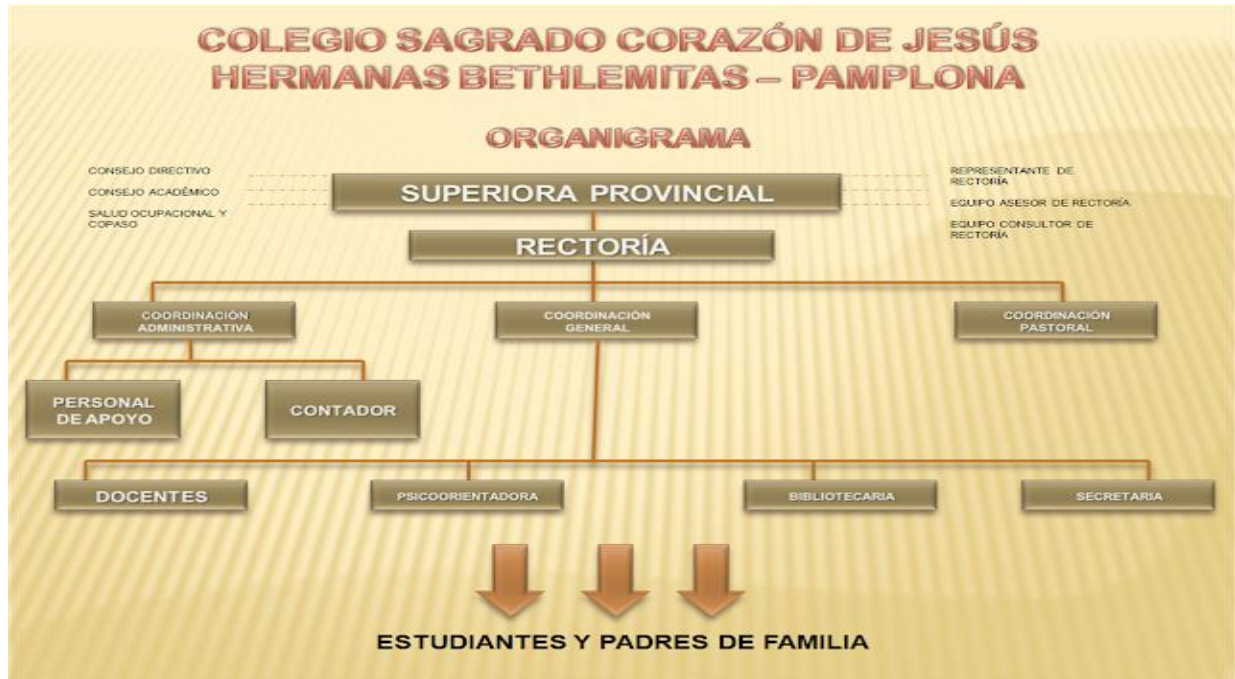 COLEGIO SAGRADO CORAZÓN DE JESÚS
HERMANAS BETHLEMITAS – PAMPLONA
ORGANIGRAMA
CONSEJO DIRECTIVO
CONSEJO ACADÉMICO
SALUD OCUPACIONAL Y
COPASO
SUPERIORA PROVINCIAL
REPRESENTANTE DE
RECTORÍA
EQUIPO ASESOR DE RECTORÍA
EQUIPO CONSULTOR DE
RECTORÍA
RECTORÍA
COORDINACIÓN
ADMINISTRATIVA
COORDINACIÓN
GENERAL
COORDINACIÓN
PASTORAL
PERSONAL
DE APOYO
CONTADOR
DOCENTES
PSICOORIENTADORA
BIBLIOTECARIA
SECRETARIA
ESTUDIANTES Y PADRES DE FAMILIA